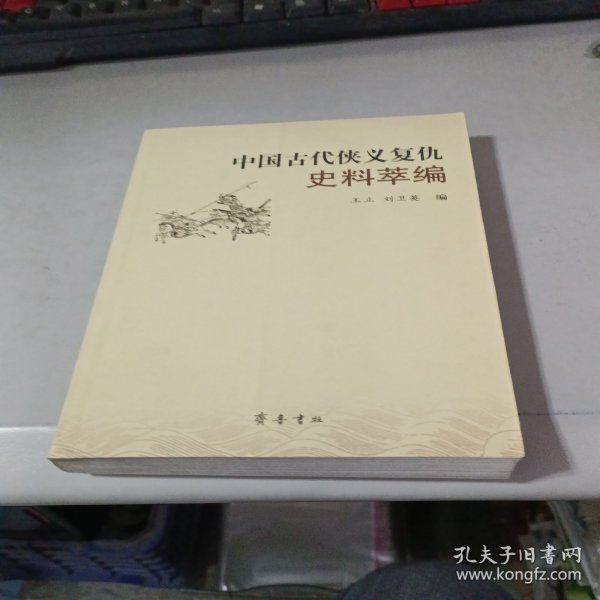 中国古代侠义复仇
史料萃编
王立 刘卫英 编
齐鲁书社
孔夫子旧书网
www.kongfz.com